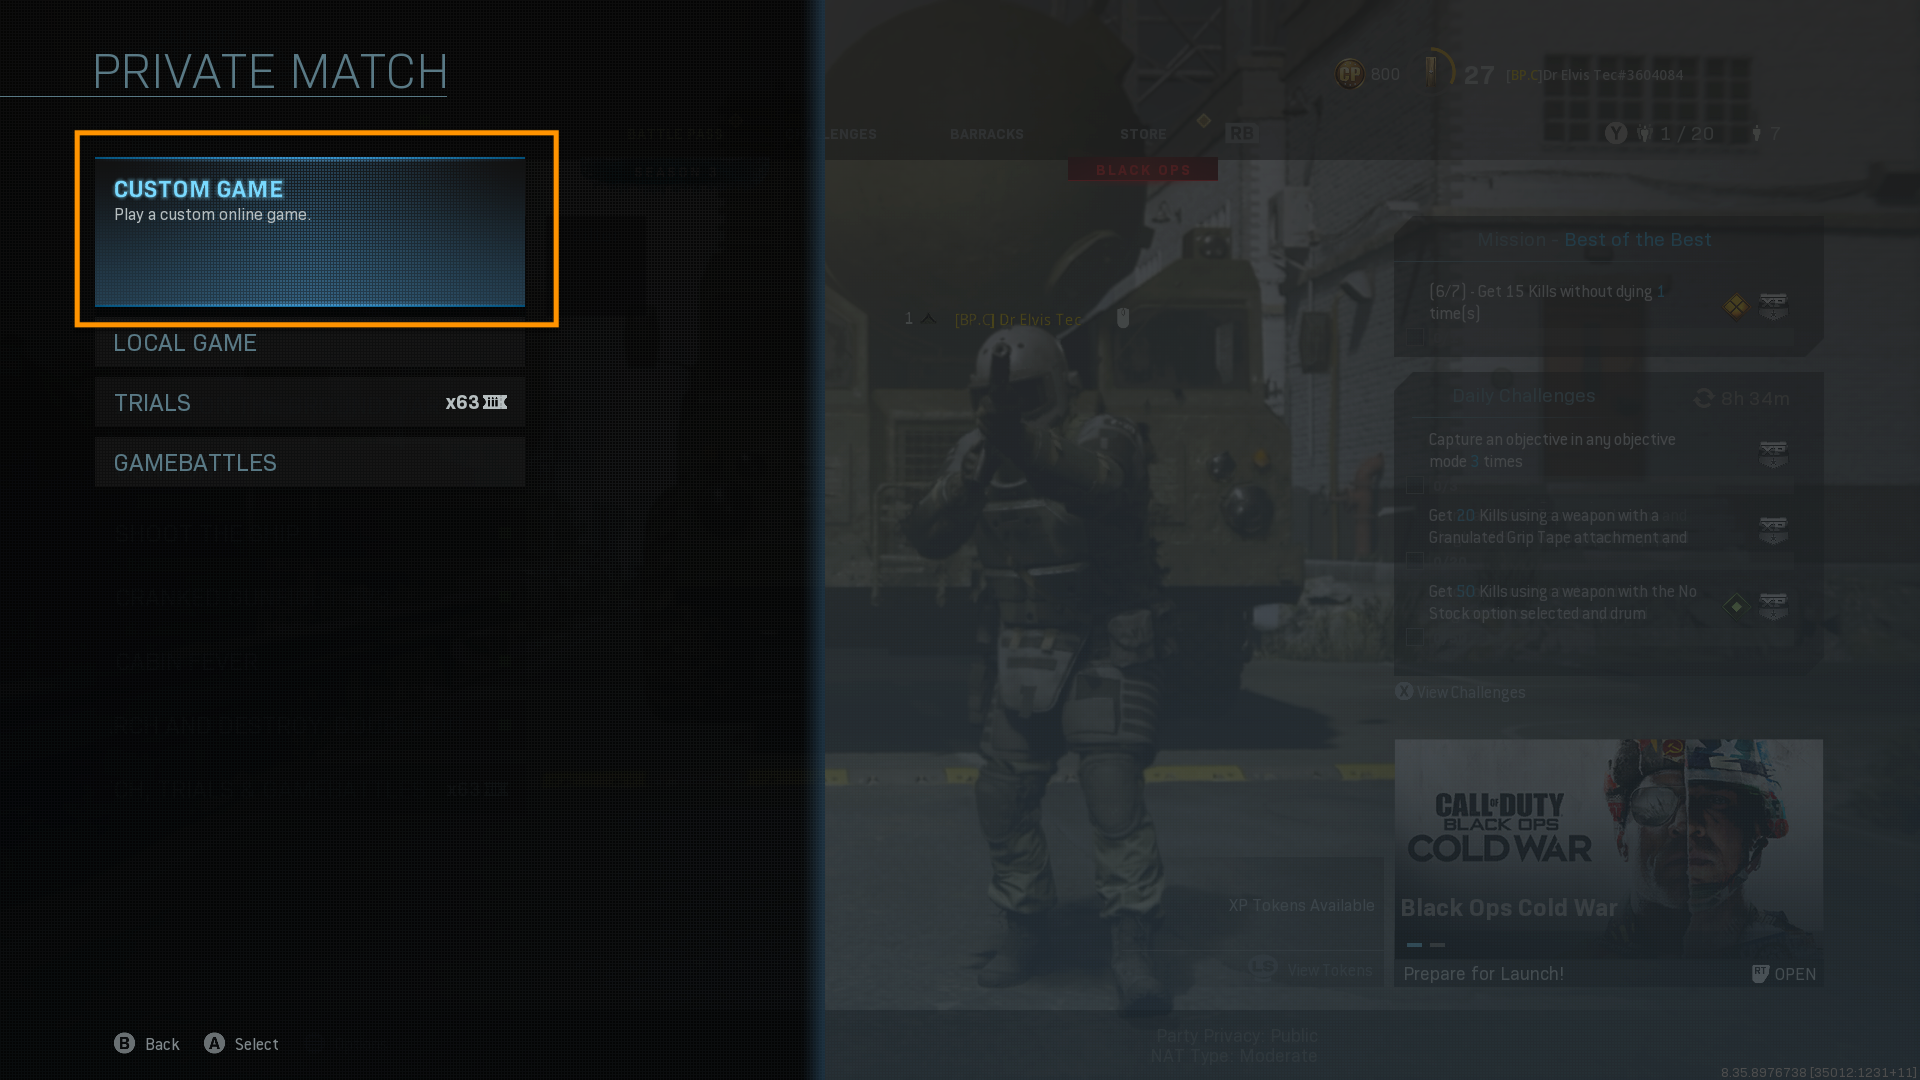 PRIVATE MATCH
CP 800
27 [BP.C]Dr Elvis Tec#3604084
BATTLE PASS
LENGES
BARRACKS
STORE
RB
Y 1 / 20 7
BLACK OPS
CUSTOM GAME
Play a custom online game.
LOCAL GAME
TRIALS x63
GAMEBATTLES
1 [BP.C] Dr Elvis Tec
Mission - Best of the Best
(6/7) - Get 15 Kills without dying 1
time(s)
Daily Challenges 8h 34m
Capture an objective in any objective
mode 3 times
Get 20 Kills using a weapon with a
Granulated Grip Tape attachment and
Get 50 Kills using a weapon with the No
Stock option selected and drum
X View Challenges
CALL OF DUTY
BLACK OPS
COLD WAR
Black Ops Cold War
Prepare for Launch!
RT OPEN
XP Tokens Available
LS View Tokens
B Back A Select
Party Privacy: Public
NAT Type: Moderate
8.35.8976738 [35012:1231+11]